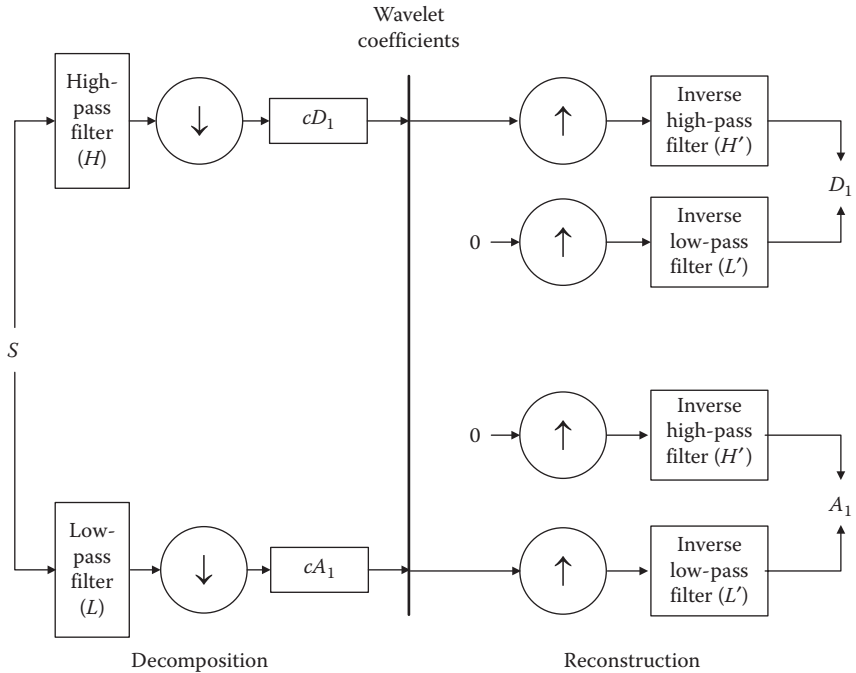 Wavelet
coefficients
High-
pass
filter
(H)
↓
cD₁
↑
Inverse
high-pass
filter (H′)
D₁
0
↑
Inverse
low-pass
filter (L′)
S
0
↑
Inverse
high-pass
filter (H′)
A₁
Low-
pass
filter
(L)
↓
cA₁
↑
Inverse
low-pass
filter (L′)
Decomposition
Reconstruction